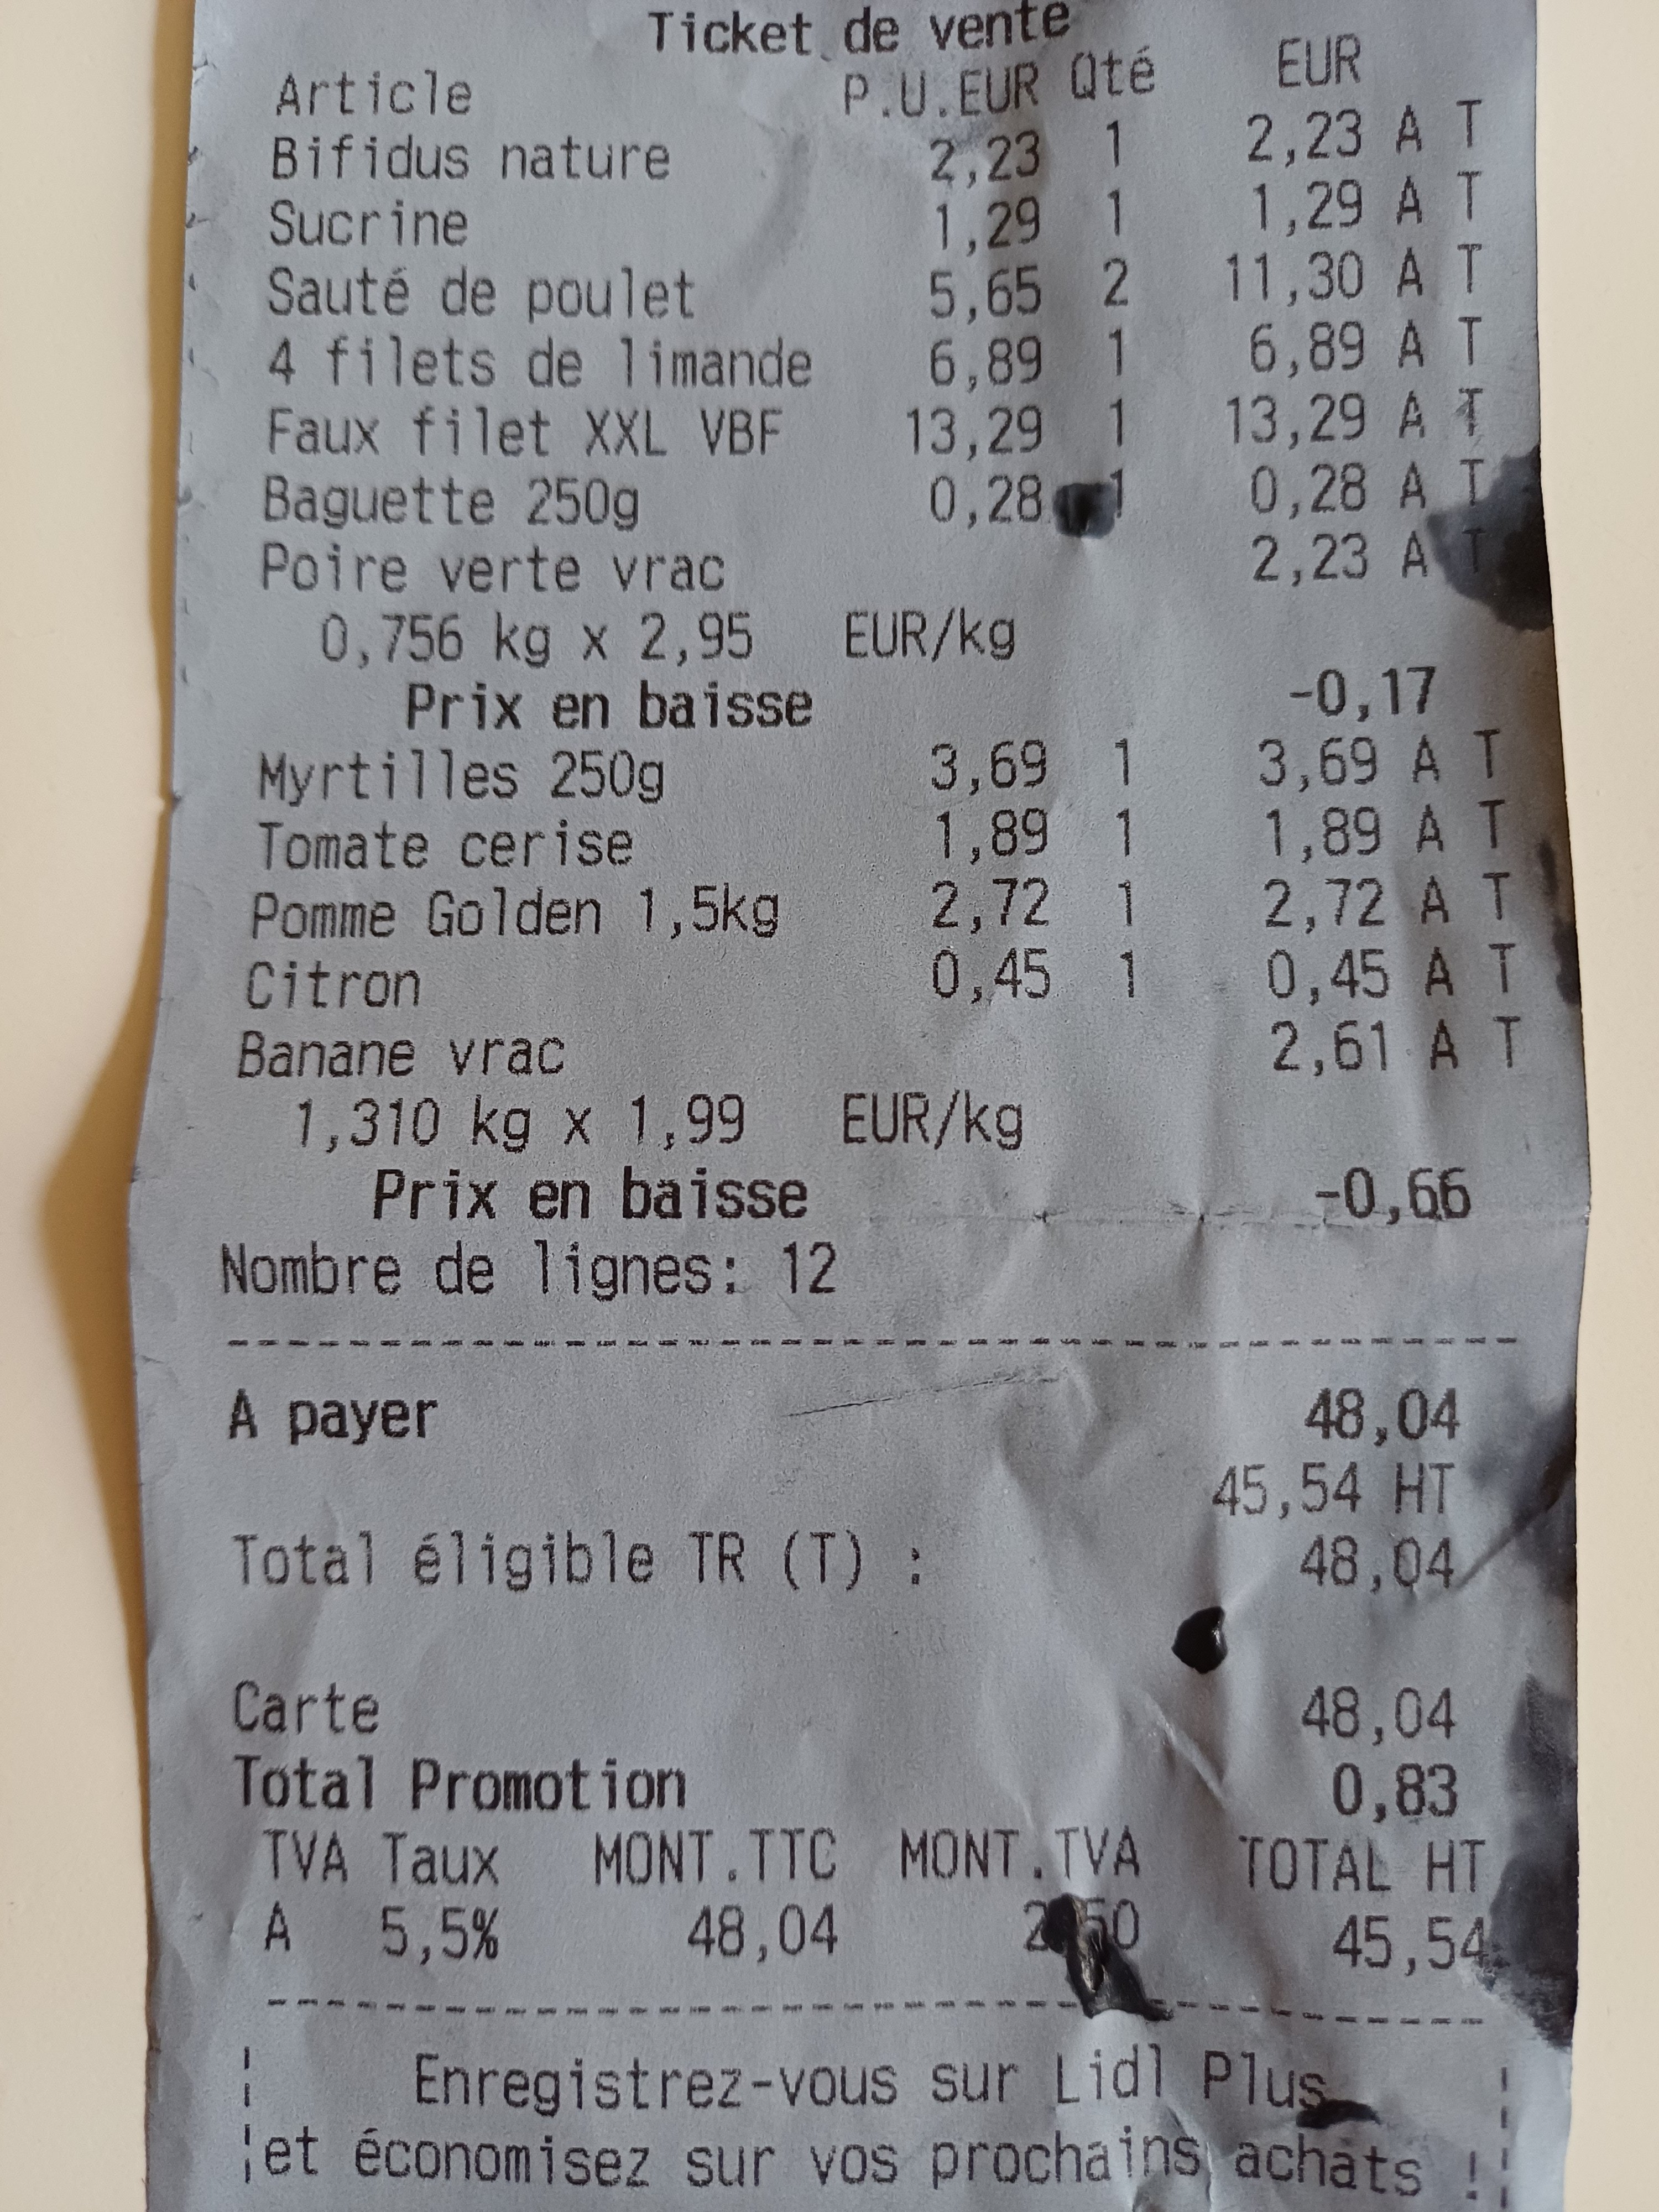 Ticket de vente
Article P.U.EUR Qté EUR
Bifidus nature 2,23 1 2,23 A T
Sucrine 1,29 1 1,29 A T
Sauté de poulet 5,65 2 11,30 A T
4 filets de limande 6,89 1 6,89 A T
Faux filet XXL VBF 13,29 1 13,29 A T
Baguette 250g 0,28 1 0,28 A T
Poire verte vrac 2,23 A T
0,756 kg x 2,95 EUR/kg
Prix en baisse -0,17
Myrtilles 250g 3,69 1 3,69 A T
Tomate cerise 1,89 1 1,89 A T
Pomme Golden 1,5kg 2,72 1 2,72 A T
Citron 0,45 1 0,45 A T
Banane vrac 2,61 A T
1,310 kg x 1,99 EUR/kg
Prix en baisse -0,66
Nombre de lignes: 12
A payer 48,04
45,54 HT
Total éligible TR (T) : 48,04
Carte 48,04
Total Promotion 0,83
TVA Taux MONT.TTC MONT.TVA TOTAL HT
A 5,5% 48,04 2,50 45,54
Enregistrez-vous sur Lidl Plus
et économisez sur vos prochains achats !